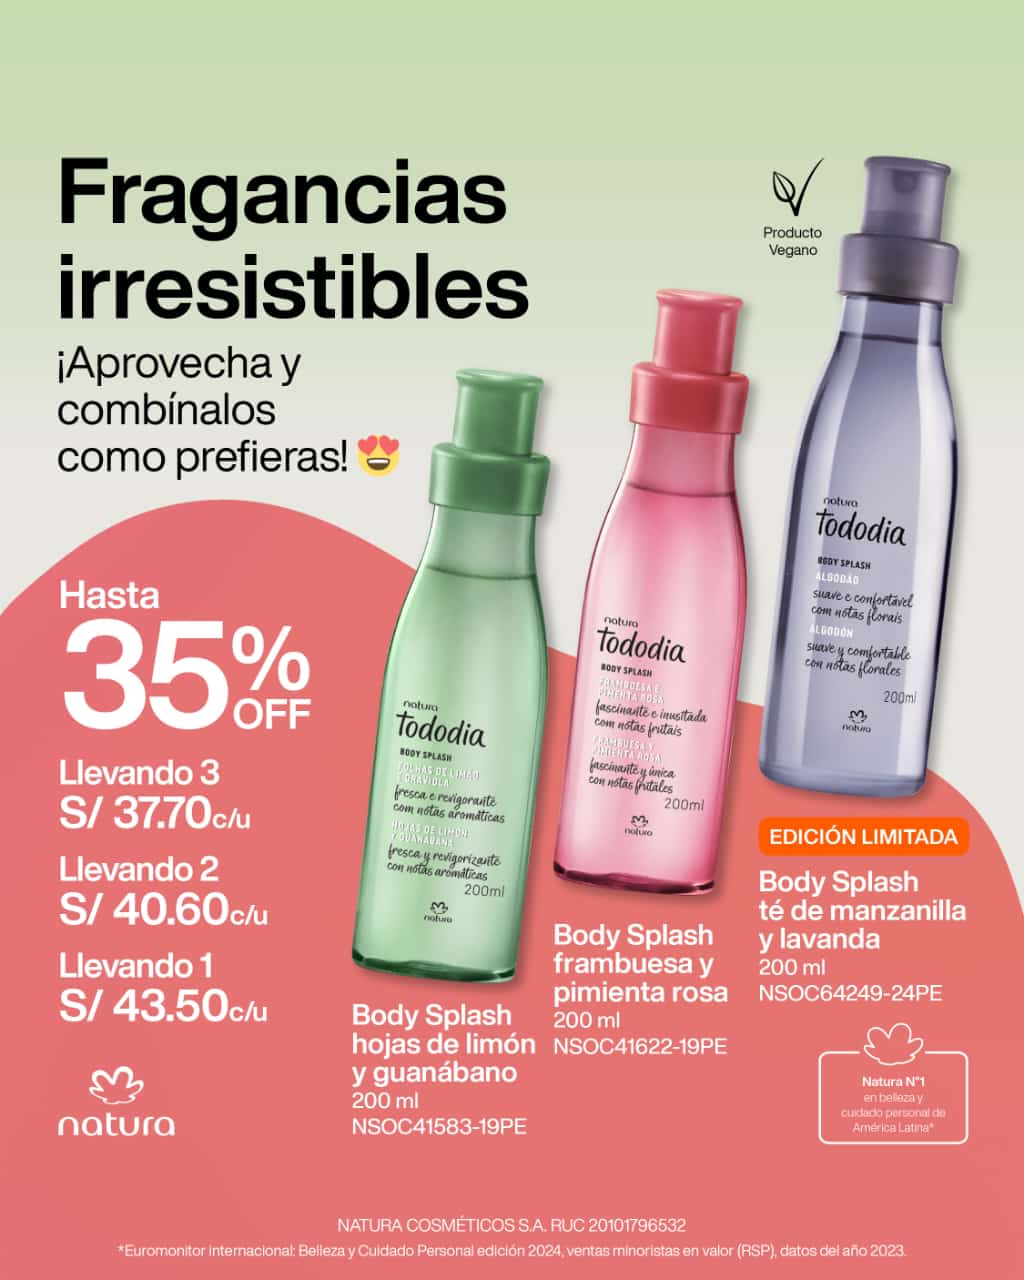 Fragancias
irresistibles
¡Aprovecha y
combínalos
como prefieras!
Producto
Vegano
Hasta
35%
OFF
Llevando 3
S/ 37.70c/u
Llevando 2
S/ 40.60c/u
Llevando 1
S/ 43.50c/u
natura
natura
tododia
BODY SPLASH
FOLHAS DE LIMÃO
E GRAVIOLA
fresca e revigorante
com notas aromáticas
HOJAS DE LIMÓN
Y GUANÁBANA
fresca y revigorizante
con notas aromáticas
200ml
natura
Body Splash
hojas de limón
y guanábano
200 ml
NSOC41583-19PE
natura
tododia
BODY SPLASH
FRAMBUESA E
PIMENTA ROSA
fascinante e inusitada
com notas frutais
FRAMBUESA Y
PIMIENTA ROSA
fascinante y única
con notas frutales
200ml
natura
Body Splash
frambuesa y
pimienta rosa
200 ml
NSOC41622-19PE
natura
tododia
BODY SPLASH
ALGODÃO
suave e confortável
com notas florais
ALGODÓN
suave y comfortable
con notas florales
200ml
natura
EDICIÓN LIMITADA
Body Splash
té de manzanilla
y lavanda
200 ml
NSOC64249-24PE
Natura N°1
en belleza y
cuidado personal de
América Latina*
NATURA COSMÉTICOS S.A. RUC 20101796532
*Euromonitor internacional: Belleza y Cuidado Personal edición 2024, ventas minoristas en valor (RSP), datos del año 2023.